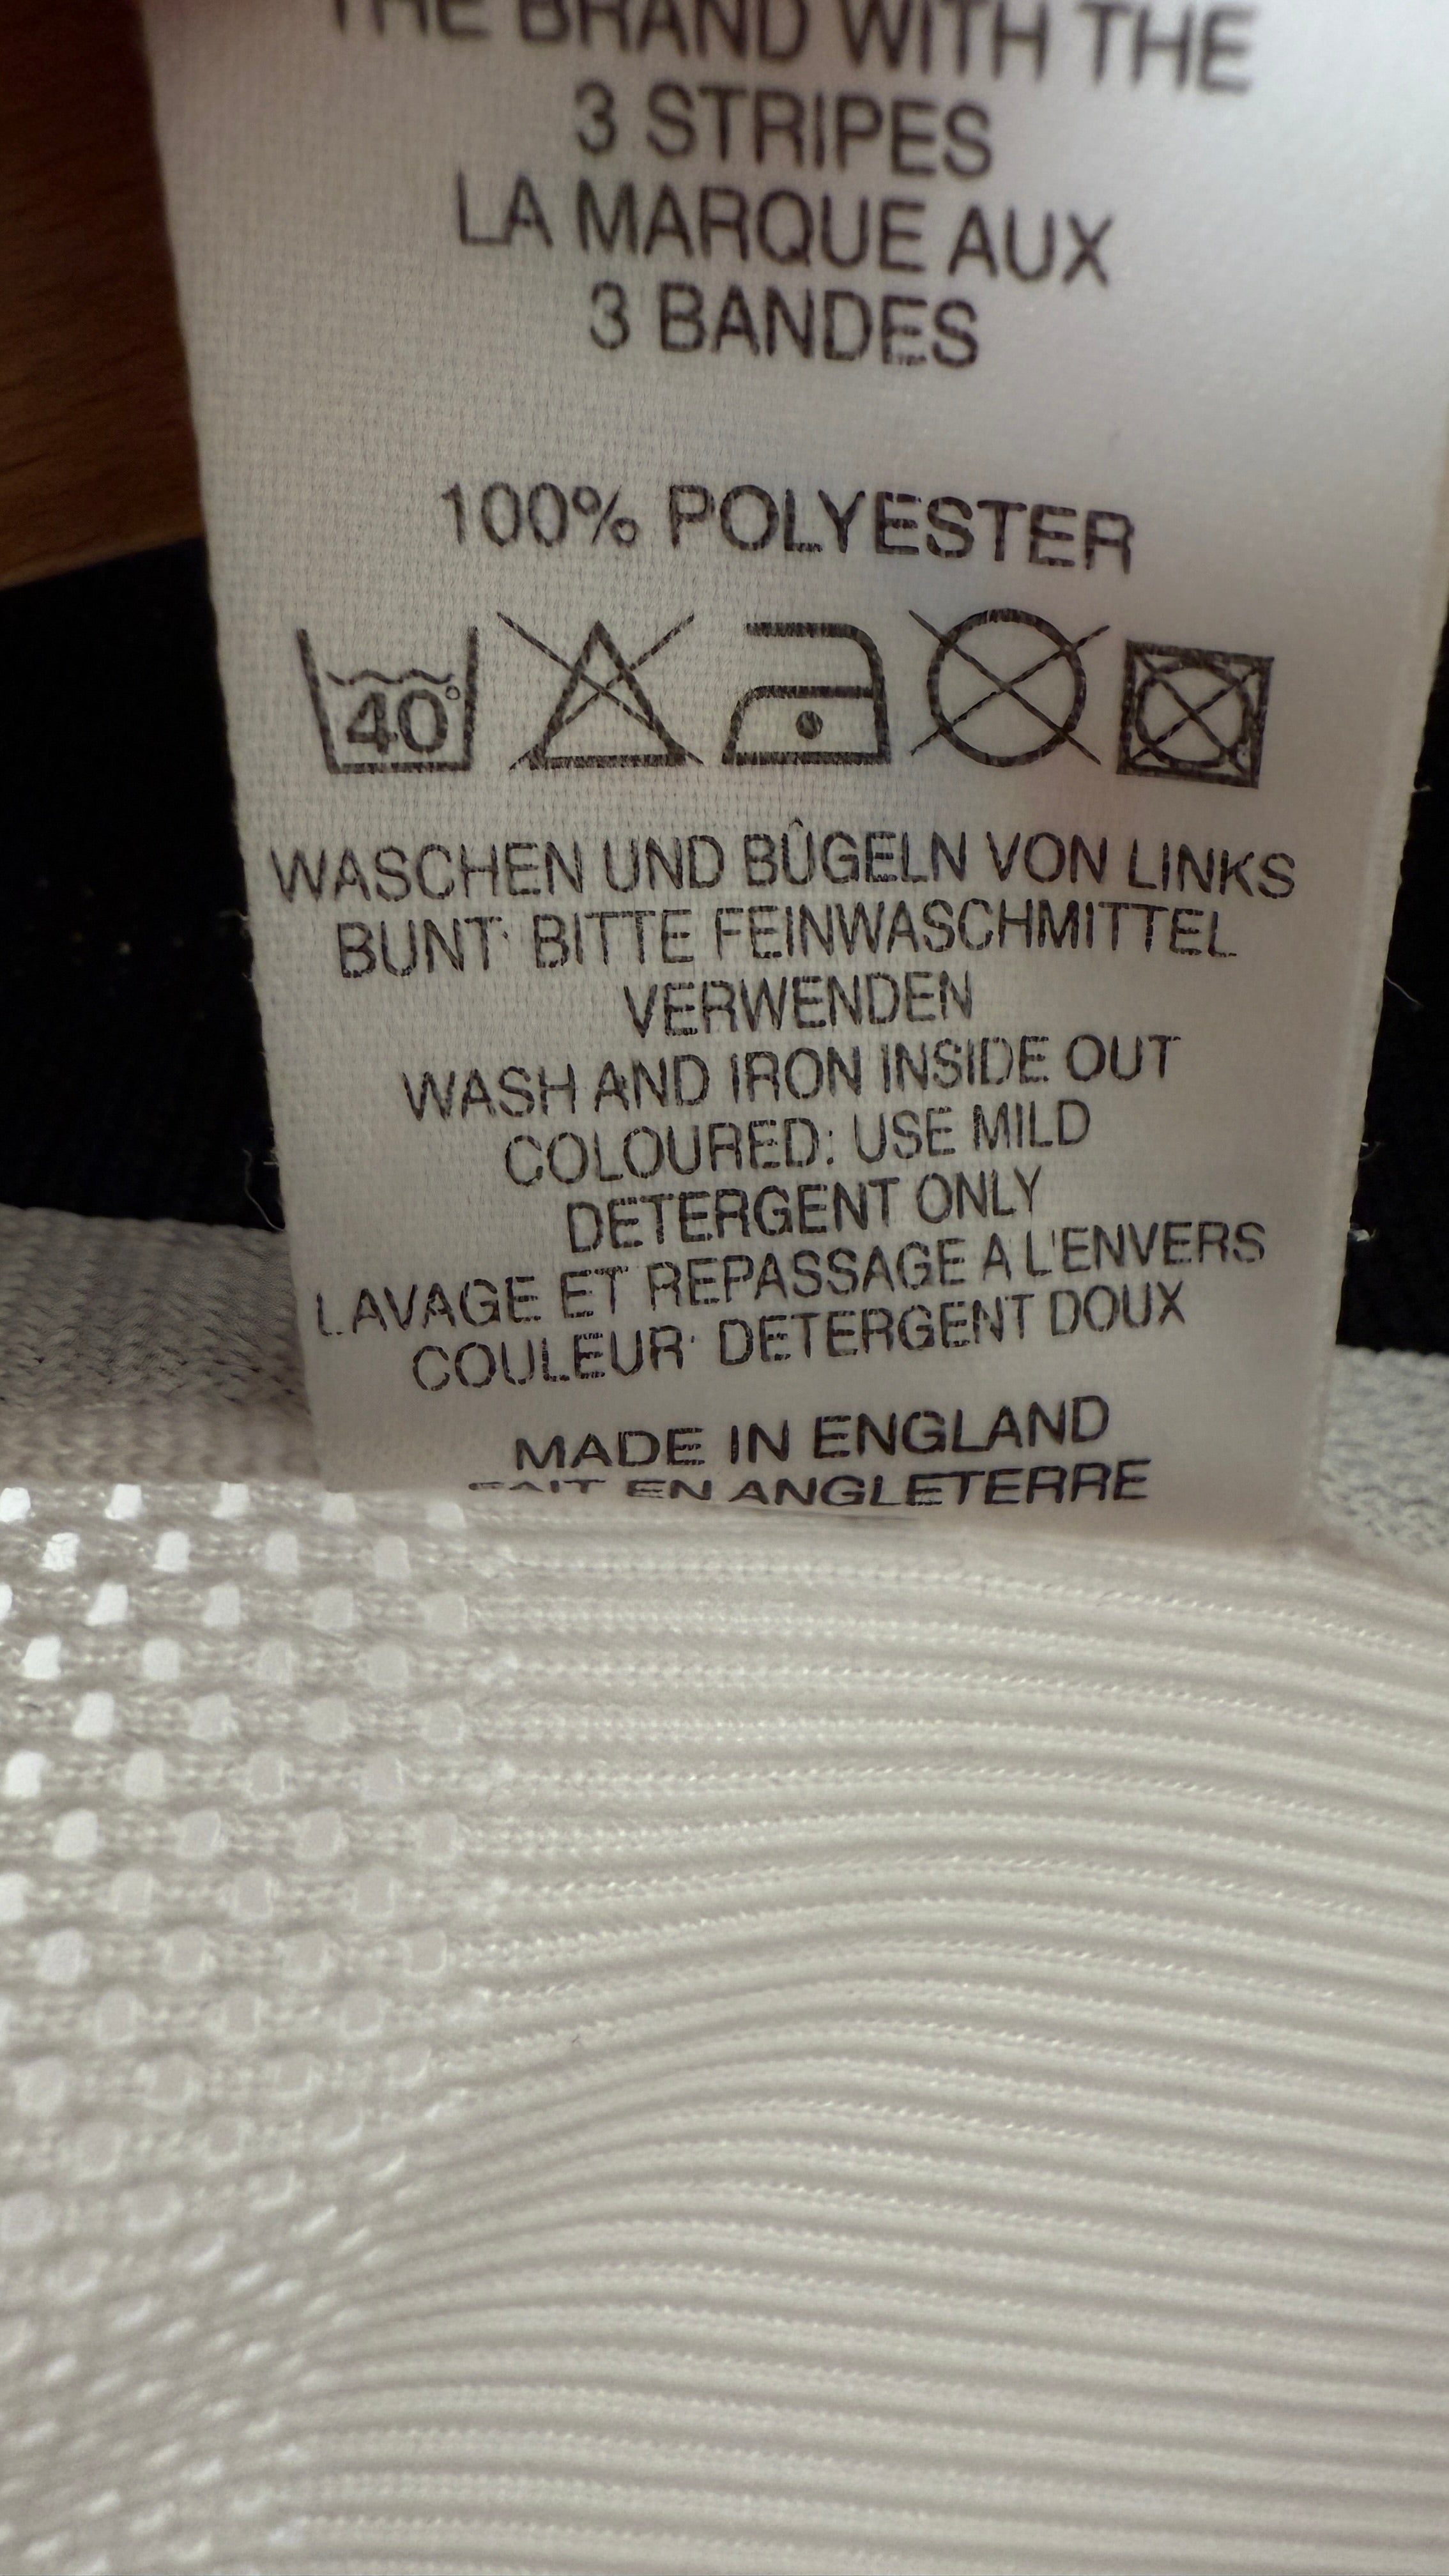 THE BRAND WITH THE
3 STRIPES
LA MARQUE AUX
3 BANDES
100% POLYESTER
40°
WASCHEN UND BÛGELN VON LINKS
BUNT: BITTE FEINWASCHMITTEL
VERWENDEN
WASH AND IRON INSIDE OUT
COLOURED: USE MILD
DETERGENT ONLY
LAVAGE ET REPASSAGE A L'ENVERS
COULEUR: DETERGENT DOUX
MADE IN ENGLAND
FAIT EN ANGLETERRE